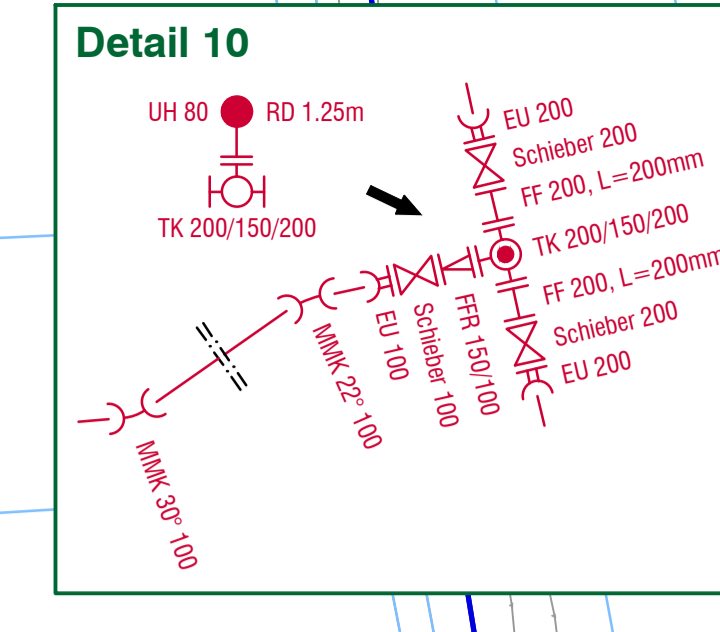 Detail 10
UH 80
RD 1.25m
TK 200/150/200
EU 200
Schieber 200
FF 200, L=200mm
TK 200/150/200
FF 200, L=200mm
Schieber 200
EU 200
FFR 150/100
Schieber 100
EU 100
MMK 22° 100
MMK 30° 100